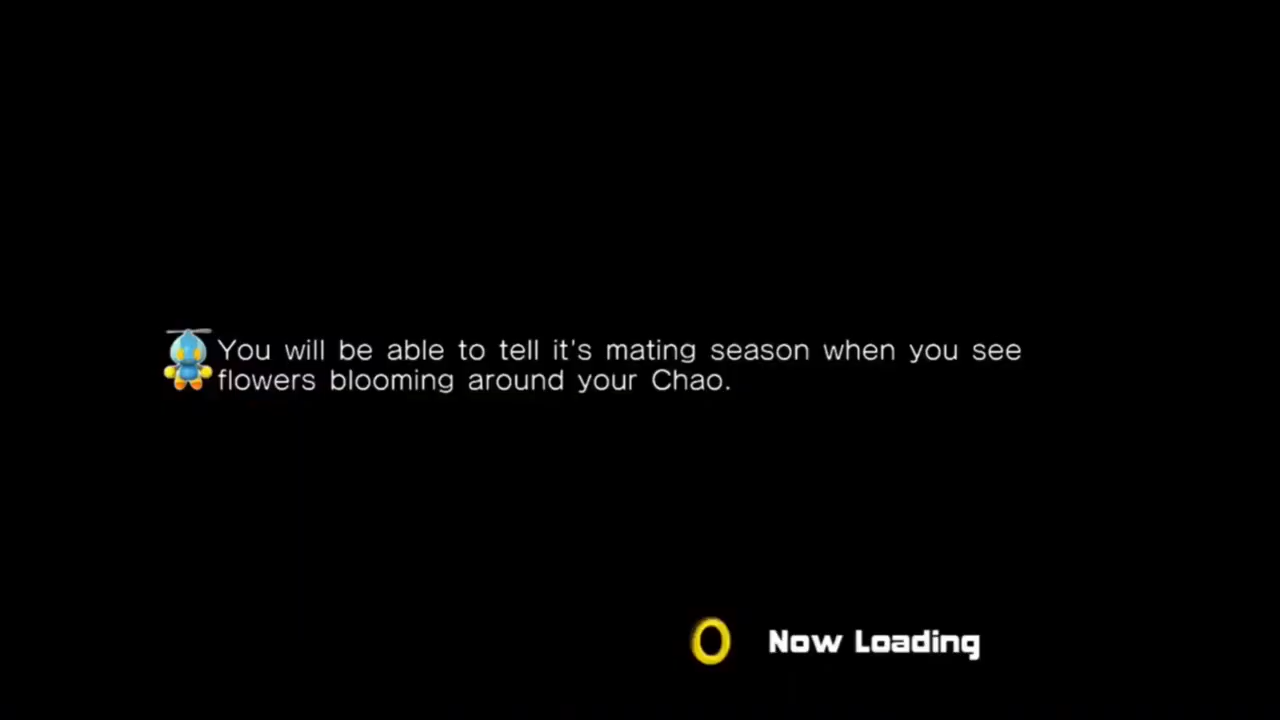 You will be able to tell it's mating season when you see
flowers blooming around your Chao.
Now Loading